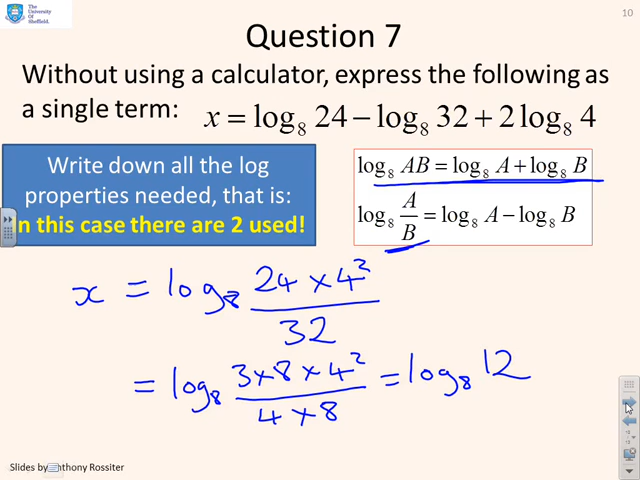 The
University
Of
Sheffield.
10
Question 7
Without using a calculator, express the following as
a single term: x = log₈ 24 − log₈ 32 + 2 log₈ 4
Write down all the log
properties needed, that is:
n this case there are 2 used!
log₈ AB = log₈ A + log₈ B
log₈ A/B = log₈ A − log₈ B
x = log₈ 24 × 4² / 32
= log₈ 3 × 8 × 4² / 4 × 8 = log₈ 12
Slides by nthony Rossiter